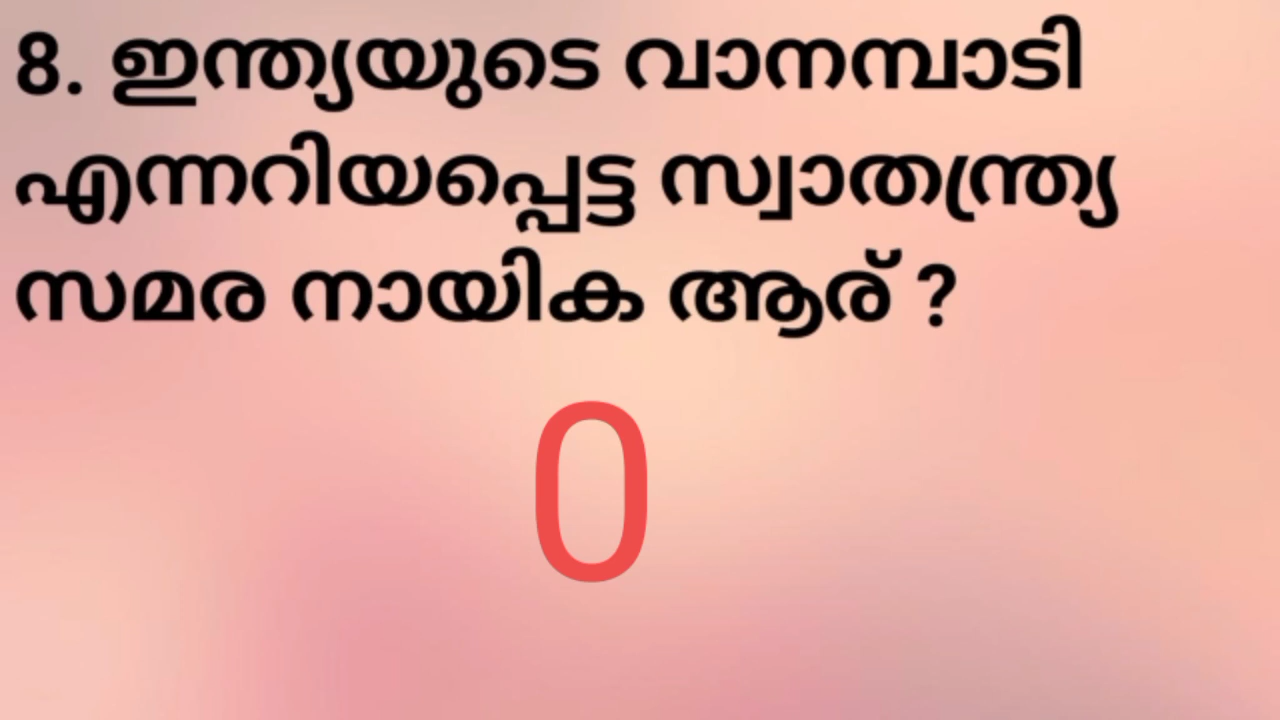 8. ഇന്ത്യയുടെ വാനമ്പാടി
എന്നറിയപ്പെട്ട സ്വാതന്ത്ര്യ
സമര നായിക ആര് ?
0